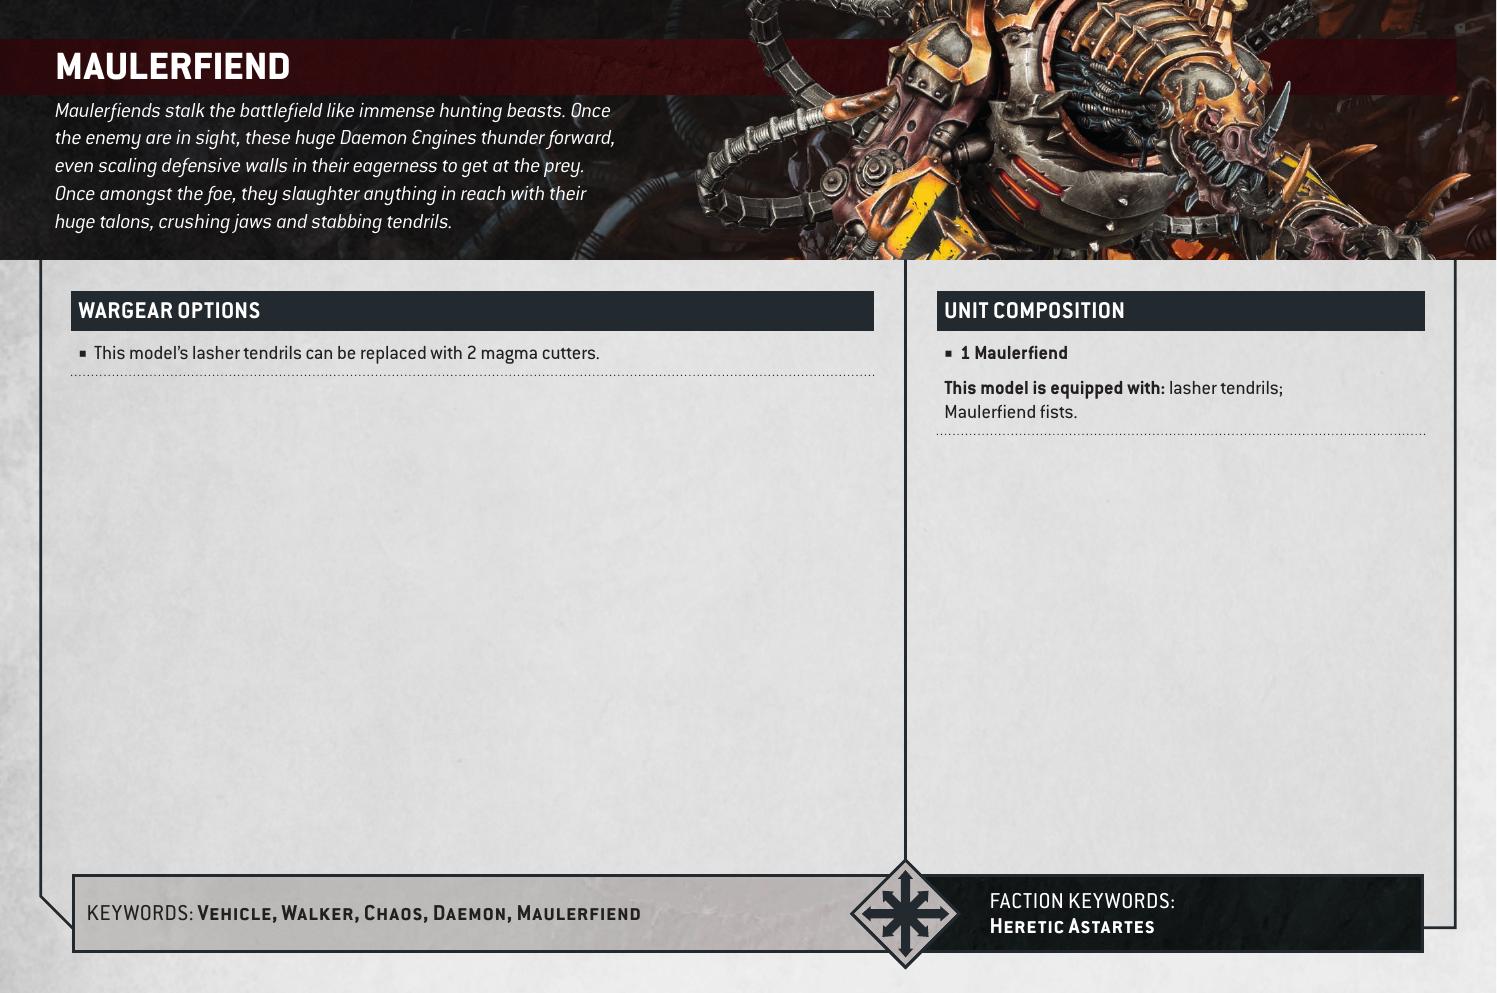 MAULERFIEND
Maulerfiends stalk the battlefield like immense hunting beasts. Once
the enemy are in sight, these huge Daemon Engines thunder forward,
even scaling defensive walls in their eagerness to get at the prey.
Once amongst the foe, they slaughter anything in reach with their
huge talons, crushing jaws and stabbing tendrils.
WARGEAR OPTIONS
■ This model’s lasher tendrils can be replaced with 2 magma cutters.
UNIT COMPOSITION
■ 1 Maulerfiend
This model is equipped with: lasher tendrils;
Maulerfiend fists.
KEYWORDS: Vehicle, Walker, Chaos, Daemon, Maulerfiend
FACTION KEYWORDS:
Heretic Astartes